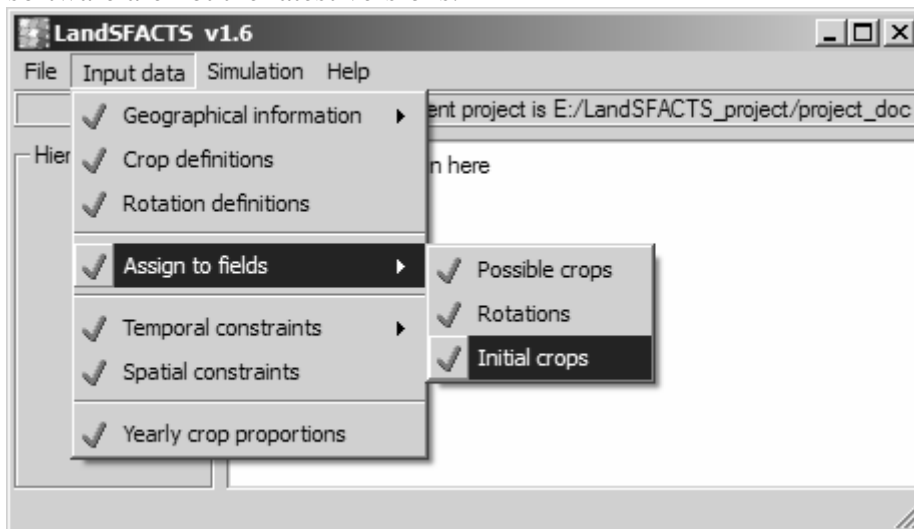 LandSFACTS v1.6
File Input data Simulation Help
ent project is E:/LandSFACTS_project/project_doc
Hier
n here
Geographical information
Crop definitions
Rotation definitions
Assign to fields
Temporal constraints
Spatial constraints
Yearly crop proportions
Possible crops
Rotations
Initial crops